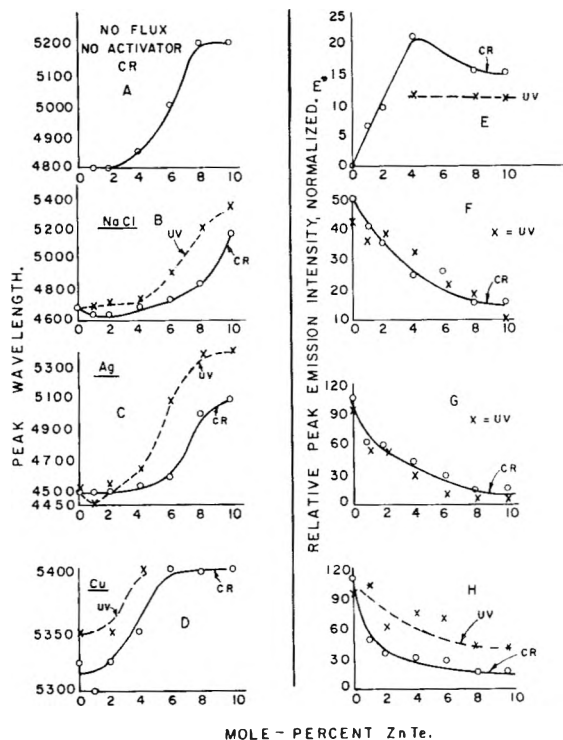 NO FLUX
NO ACTIVATOR
CR
A
5200
5000
4800
0 2 4 6 8 10
NaCl
B
UV
CR
5400
5200
5000
4800
4600
0 2 4 6 8 10
Ag
C
UV
CR
5300
5100
4700
4500
4450
0 2 4 6 8 10
Cu
D
UV
CR
5400
5350
5300
0 2 4 6 8 10
PEAK WAVELENGTH.
25
20
15
10
5
0
CR
UV
E
0 2 4 6 8 10
50
40
30
20
10
F
X = UV
CR
0 2 4 6 8 10
120
90
60
30
0
G
X = UV
CR
0 2 4 6 8 10
120
90
60
30
0
H
UV
CR
0 2 4 6 8 10
RELATIVE PEAK EMISSION INTENSITY, NORMALIZED.
MOLE - PERCENT ZnTe.